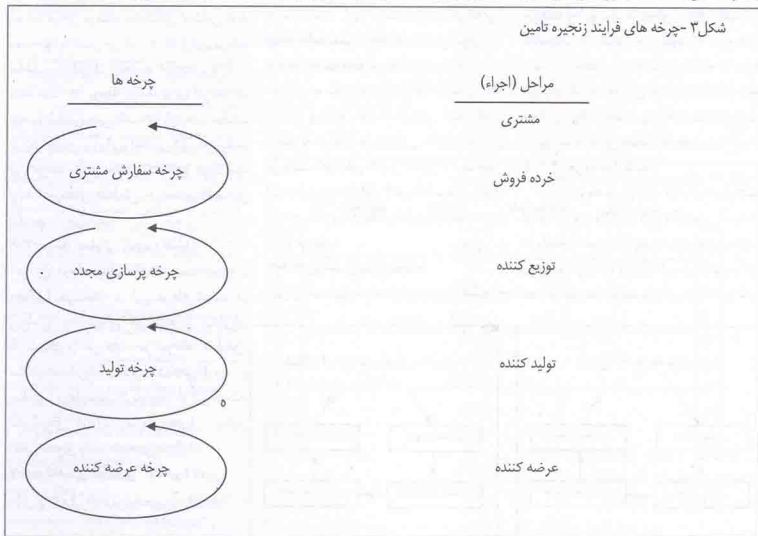 شکل۳ -چرخه های فرایند زنجیره تامین
مراحل (اجراء)
چرخه ها
مشتری
چرخه سفارش مشتری
خرده فروش
توزیع کننده
چرخه پرسازی مجدد
تولید کننده
چرخه تولید
عرضه کننده
چرخه عرضه کننده